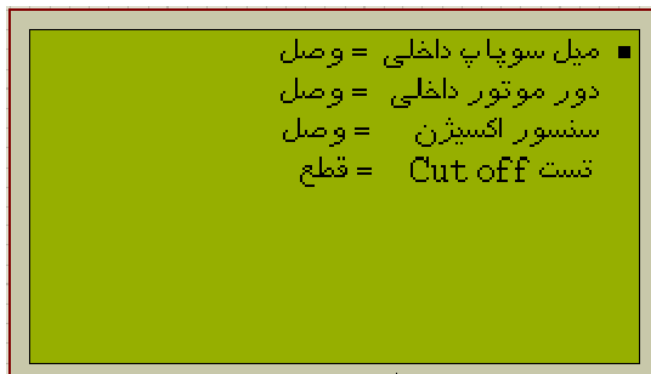 ■ میل سوپاپ داخلی = وصل
دور موتور داخلی = وصل
سنسور اکسیژن = وصل
تست Cut off = قطع